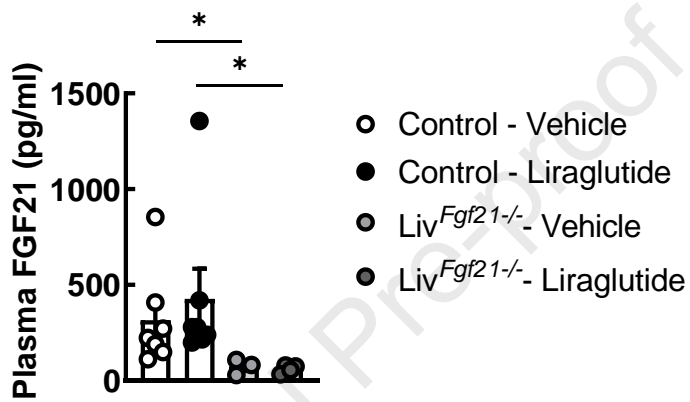 *
*
Plasma FGF21 (pg/ml)
1500
1000
500
0
Control - Vehicle
Control - Liraglutide
Liv^Fgf21-/-- Vehicle
Liv^Fgf21-/-- Liraglutide
Pre-proof